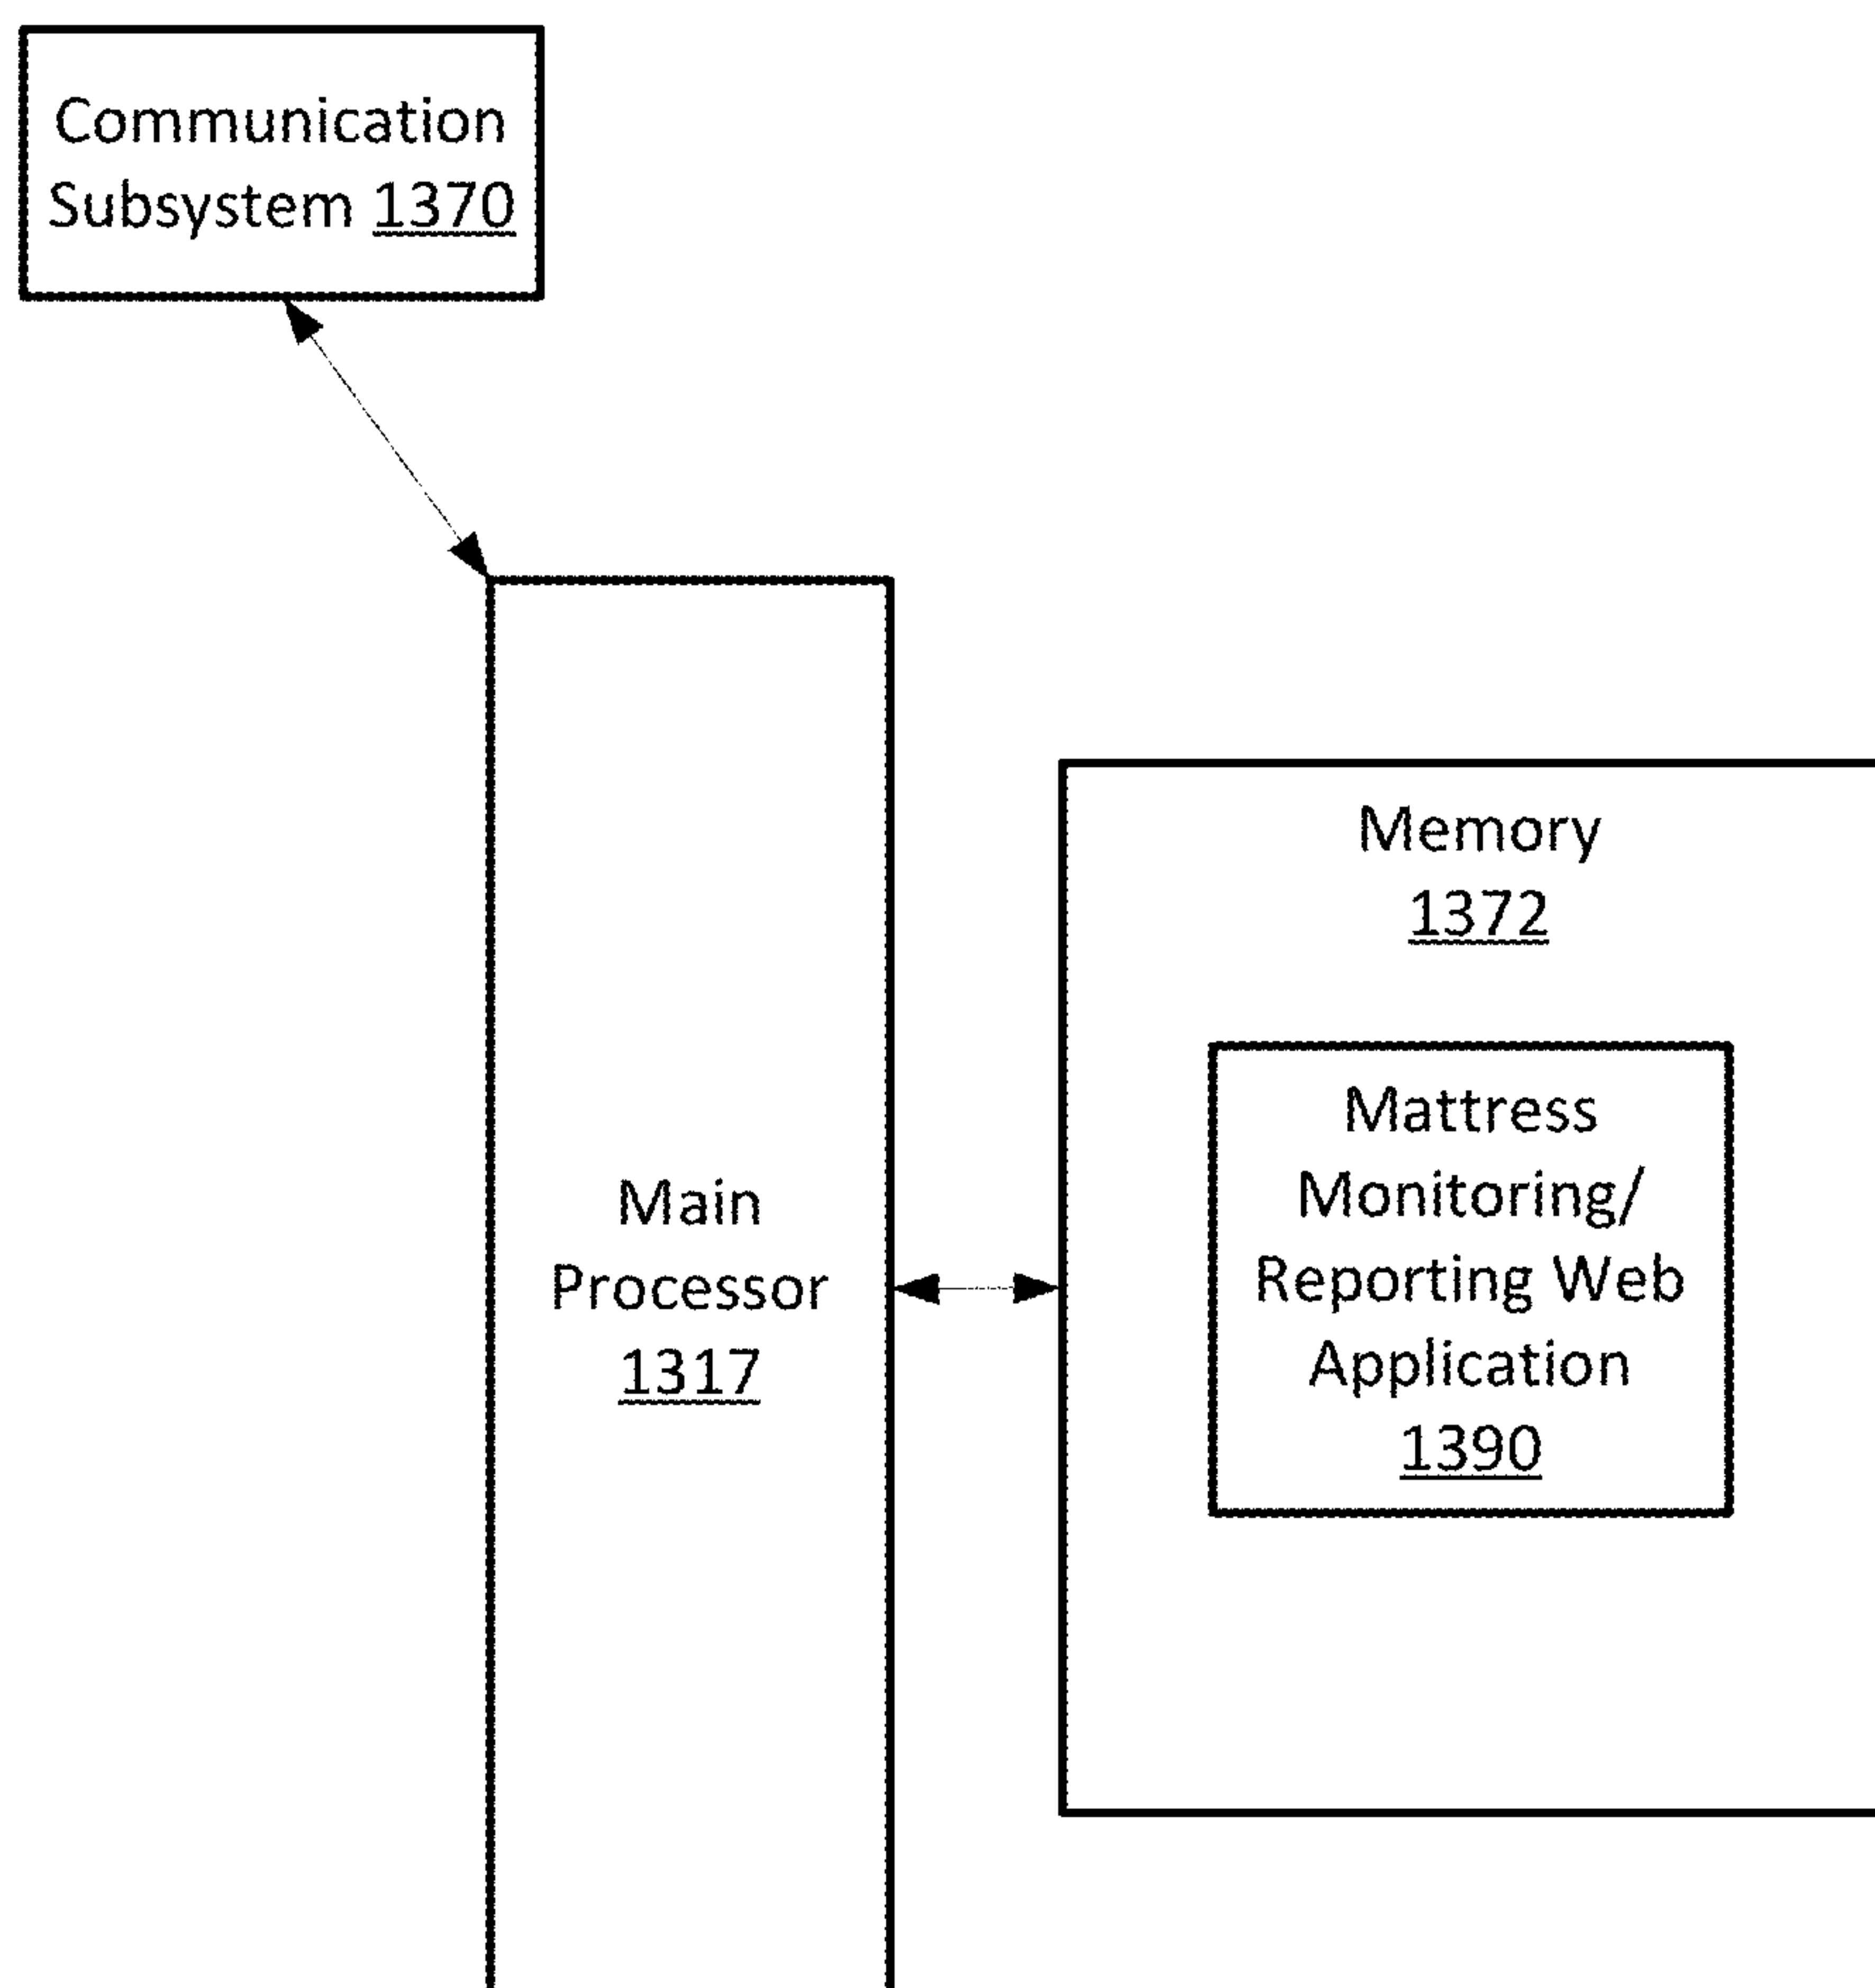 Communication
Subsystem 1370
Memory
1372
Mattress
Monitoring/
Reporting Web
Application
1390
Main
Processor
1317